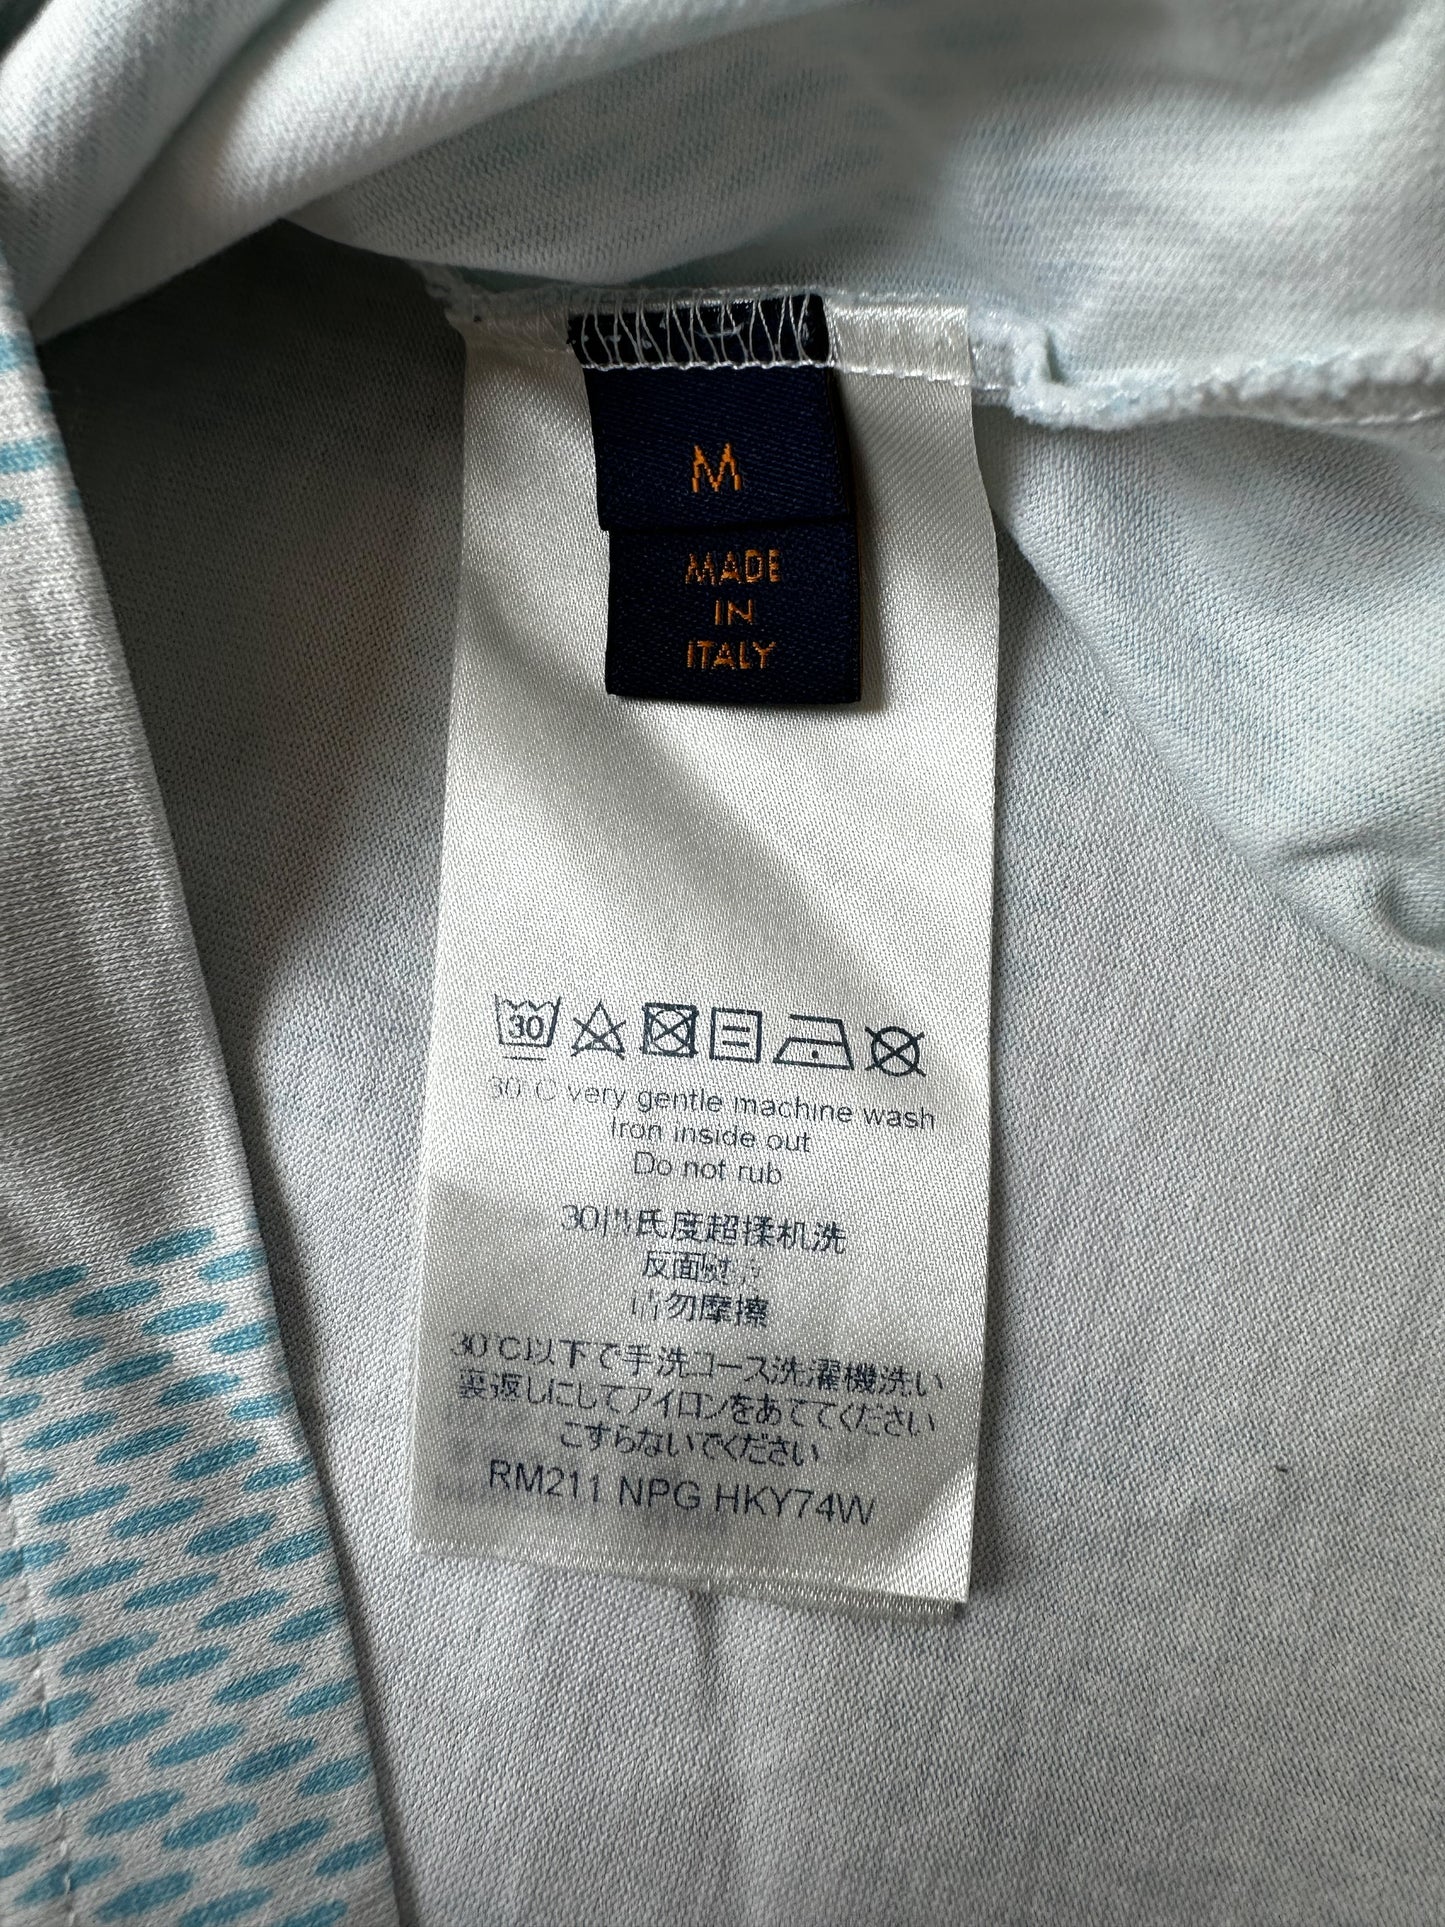 M
MADE
IN
ITALY
30
30°C very gentle machine wash
Iron inside out
Do not rub
30摄氏度超揉机洗
反面熨烫
请勿摩擦
30℃以下で手洗コース洗濯機洗い
裏返しにしてアイロンをあててください
こすらないでください
RM211 NPG HKY74W